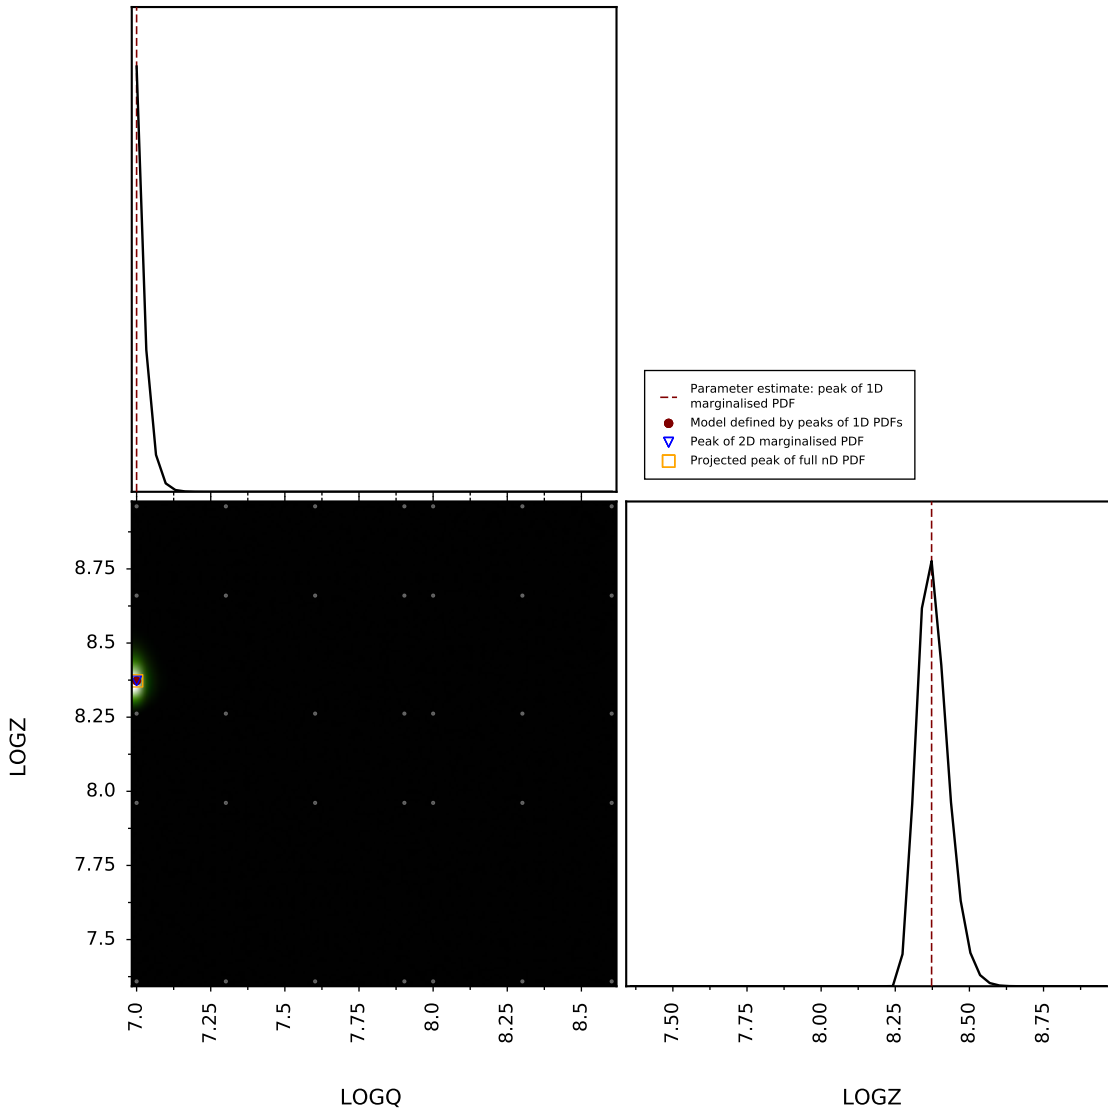 Parameter estimate: peak of 1D
marginalised PDF
Model defined by peaks of 1D PDFs
Peak of 2D marginalised PDF
Projected peak of full nD PDF
8.75
8.5
8.25
8.0
7.75
7.5
LOGZ
7.0
7.25
7.5
7.75
8.0
8.25
8.5
LOGQ
7.50
7.75
8.00
8.25
8.50
8.75
LOGZ